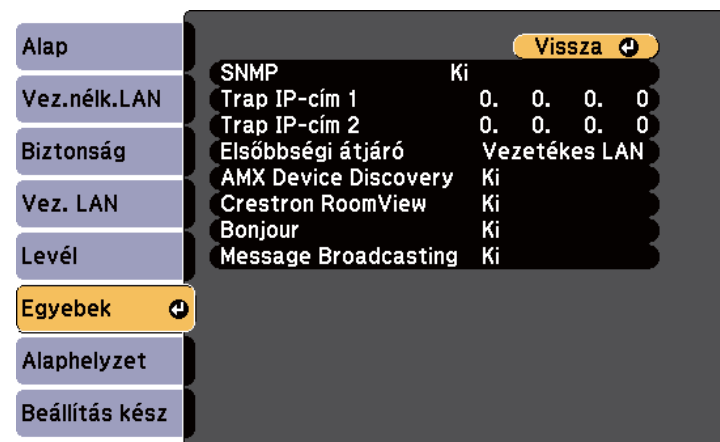 Alap
Vez.nélk.LAN
Biztonság
Vez. LAN
Levél
Egyebek
Alaphelyzet
Beállítás kész
Vissza
SNMP Ki
Trap IP-cím 1 0. 0. 0. 0
Trap IP-cím 2 0. 0. 0. 0
Elsőbbségi átjáró Vezetékes LAN
AMX Device Discovery Ki
Crestron RoomView Ki
Bonjour Ki
Message Broadcasting Ki